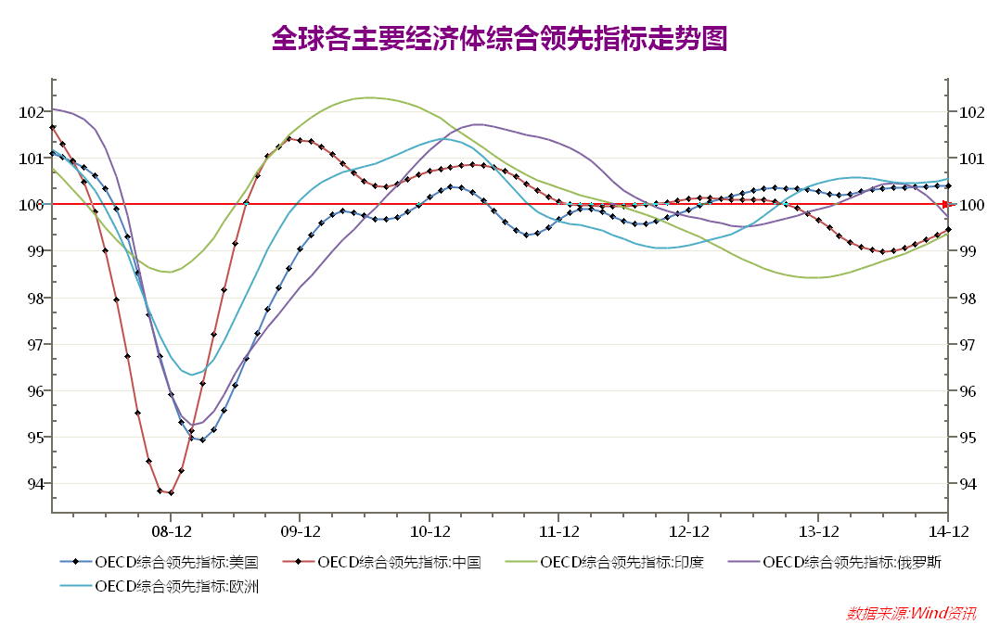 全球各主要经济体综合领先指标走势图
102 102
101 101
100 100
99 99
98 98
97 97
96 96
95 95
94 94
08-12 09-12 10-12 11-12 12-12 13-12 14-12
OECD综合领先指标:美国 OECD综合领先指标:中国 OECD综合领先指标:印度 OECD综合领先指标:俄罗斯
OECD综合领先指标:欧洲
数据来源:Wind资讯